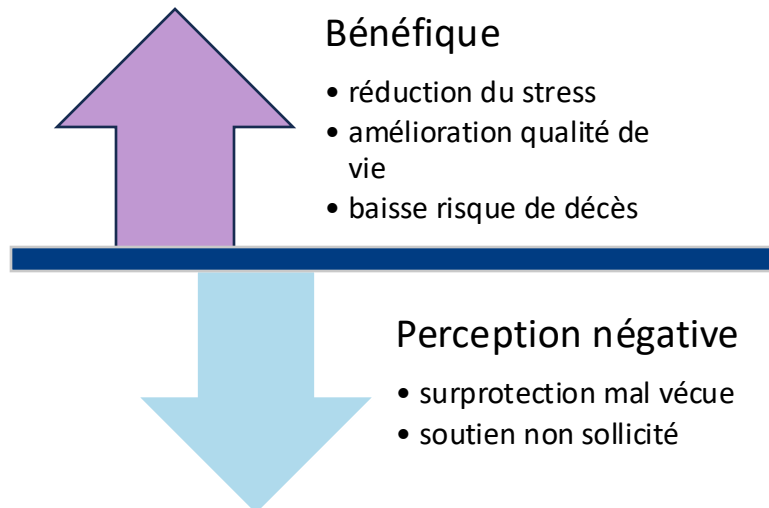 Bénéfique
• réduction du stress
• amélioration qualité de
vie
• baisse risque de décès
Perception négative
• surprotection mal vécue
• soutien non sollicité